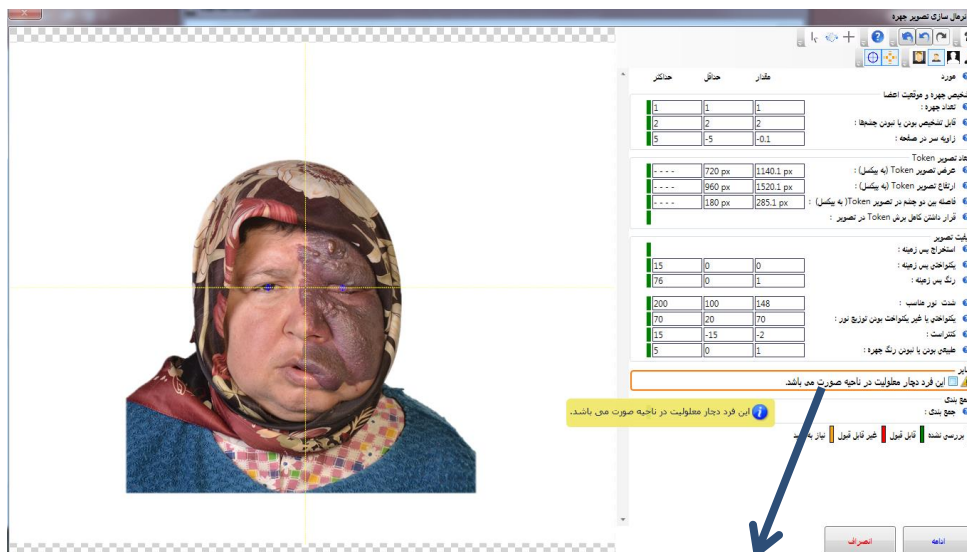 نرمال سازی تصویر چهره
مورد مقدار حداقل حداکثر
تشخیص چهره و موقعیت اعضا
تعداد چهره : 1 1 1
قابل تشخیص بودن یا نبودن چشمها : 2 2 2
زاویه سر در صفحه : -0.1 -5 5
ابعاد تصویر Token
عرض تصویر Token (به پیکسل) : 1140.1 px 720 px - - - -
ارتفاع تصویر Token (به پیکسل) : 1520.1 px 960 px - - - -
فاصله بین دو چشم در تصویر Token( به پیکسل) : 285.1 px 180 px - - - -
قرار داشتن کامل برش Token در تصویر :
کیفیت تصویر
استخراج پس زمینه :
یکنواختی پس زمینه : 0 0 15
رنگ پس زمینه : 1 0 76
شدت نور مناسب : 148 100 200
یکنواختی یا غیر یکنواخت بودن توزیع نور : 70 20 70
کنتراست : -2 -15 15
طبیعی بودن یا نبودن رنگ چهره : 1 0 5
سایر
این فرد دچار معلولیت در ناحیه صورت می باشد.
این فرد دچار معلولیت در ناحیه صورت می باشد.
جمع بندی
جمع بندی :
بررسی نشده قابل قبول غیر قابل قبول نیاز به
ادامه انصراف